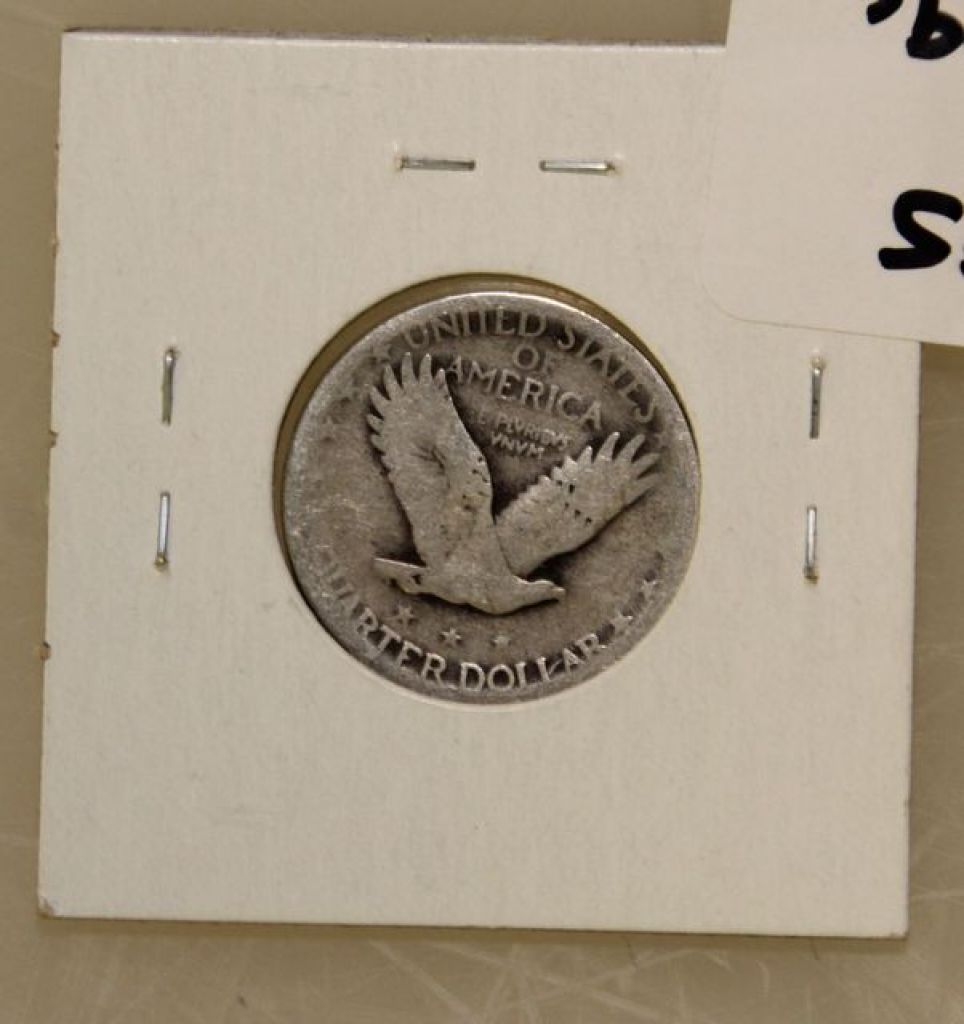 UNITED STATES
OF
AMERICA
E PLURIBUS
UNUM
QUARTER DOLLAR